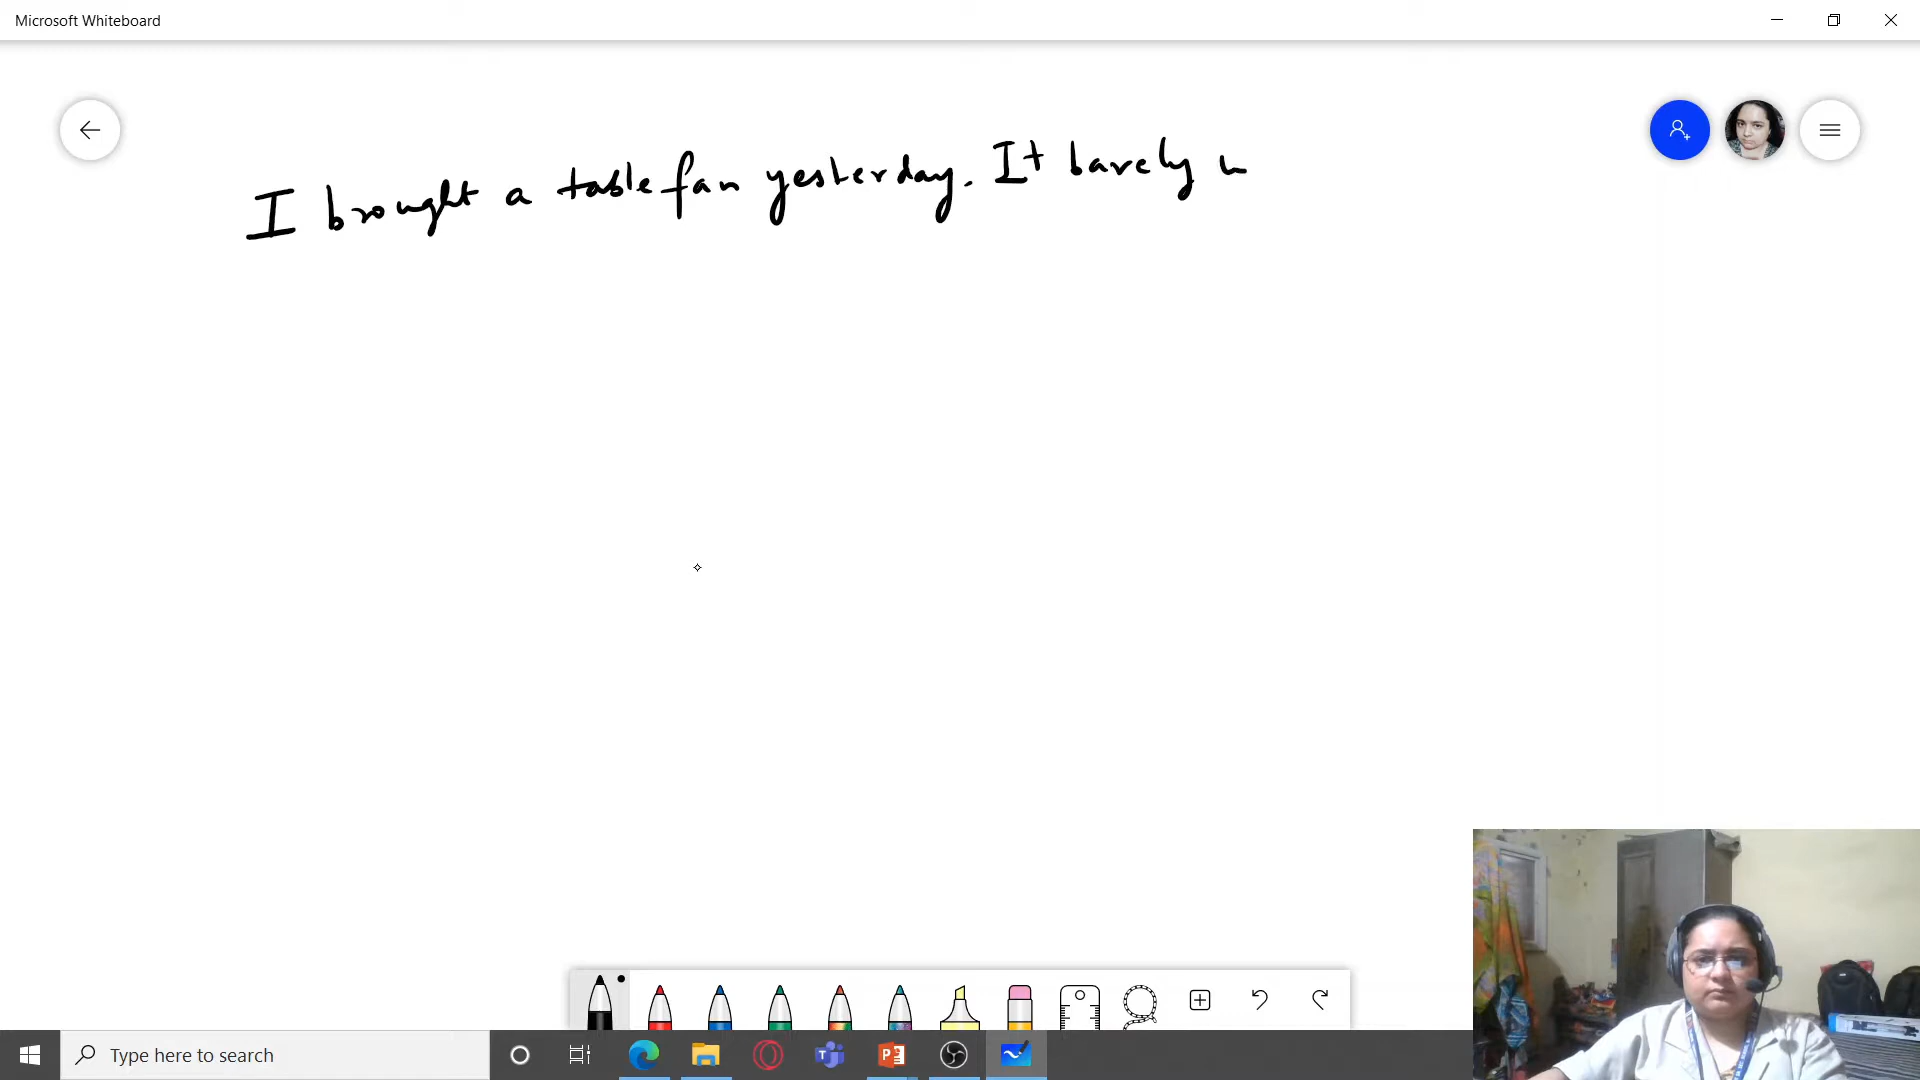 Microsoft Whiteboard
I brought a table fan yesterday. It barely
Type here to search